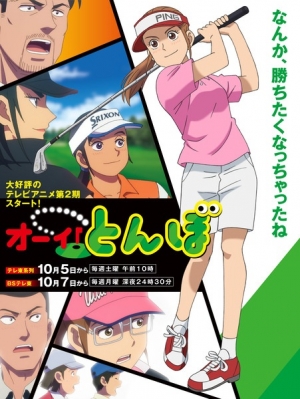 PING
なんか、勝ちたくなっちゃったね
SRIXON
大好評の
テレビアニメ第2期
スタート!
オーイ!とんぼ
テレ東系列 10月5日から 毎週土曜 午前10時
BSテレ東 10月7日から 毎週月曜 深夜24時30分